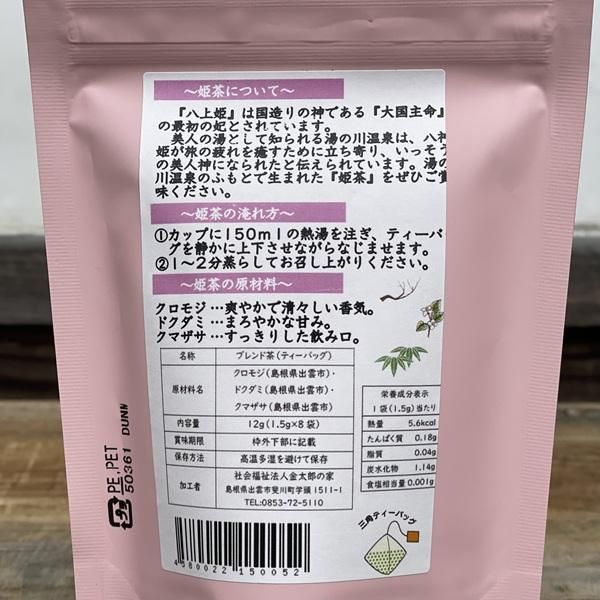 ～姫茶について～
『八上姫』は国造りの神である『大国主命』
の最初の妃とされています。
美人の湯として知られる湯の川温泉は、八神
姫が旅の疲れを癒すために立ち寄り、いっそう
の美人神になられたと伝えられています。湯の
川温泉のふもとで生まれた『姫茶』をぜひご賞
味ください。
～姫茶の淹れ方～
①カップに150mlの熱湯を注ぎ、ティーバッ
グを静かに上下させながらなじませます。
②1～2分蒸らしてお召し上がりください。
～姫茶の原材料～
クロモジ…爽やかで清々しい香気。
ドクダミ…まろやかな甘み。
クマザサ…すっきりした飲み口。
名称 ブレンド茶(ティーバッグ)
原材料名 クロモジ(島根県出雲市)・
ドクダミ(島根県出雲市)・
クマザサ(島根県出雲市)
内容量 12g(1.5g×8袋)
賞味期限 枠外下部に記載
保存方法 高温多湿を避けて保存
加工者 社会福祉法人金太郎の家
島根県出雲市斐川町学頭1511-1
TEL:0853-72-5110
栄養成分表示
1袋(1.5g)当たり
熱量 5.6kcal
たんぱく質 0.18g
脂質 0.04g
炭水化物 1.14g
食塩相当量 0.001g
三角ティーバッグ
4580022150052
プラ
PE,PET
50361 DUNW